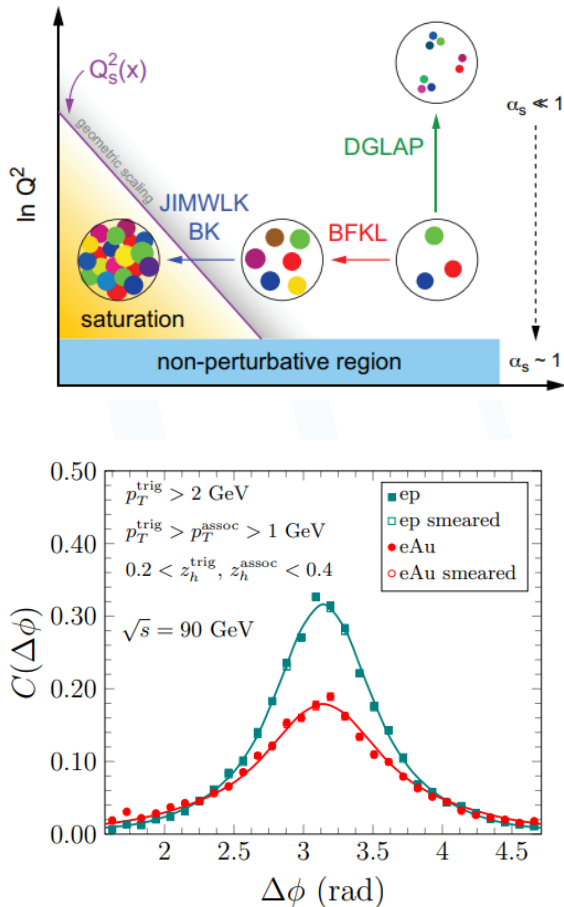 Q_s^2(x)
geometric scaling
α_s ≪ 1
DGLAP
ln Q^2
JIMWLK
BK
BFKL
saturation
non-perturbative region
α_s ~ 1
0.50
p_T^trig > 2 GeV
p_T^trig > p_T^assoc > 1 GeV
0.2 < z_h^trig, z_h^assoc < 0.4
√s = 90 GeV
ep
ep smeared
eAu
eAu smeared
0.40
0.30
0.20
0.10
0.00
C(Δϕ)
2 2.5 3 3.5 4 4.5
Δϕ (rad)